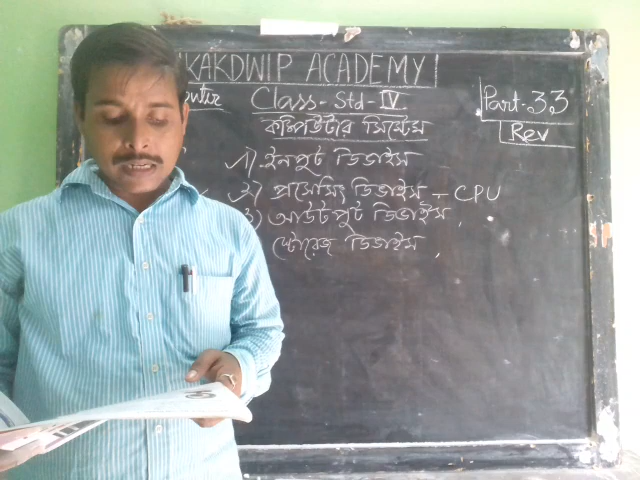 KAKDWIP ACADEMY
Class - Std - IV
Part - 33
Rev
কম্পিউটার সিস্টেম
১) ইনপুট ডিভাইস
২) প্রসেসিং ডিভাইস - CPU
৩) আউটপুট ডিভাইস,
স্টোরেজ ডিভাইস,